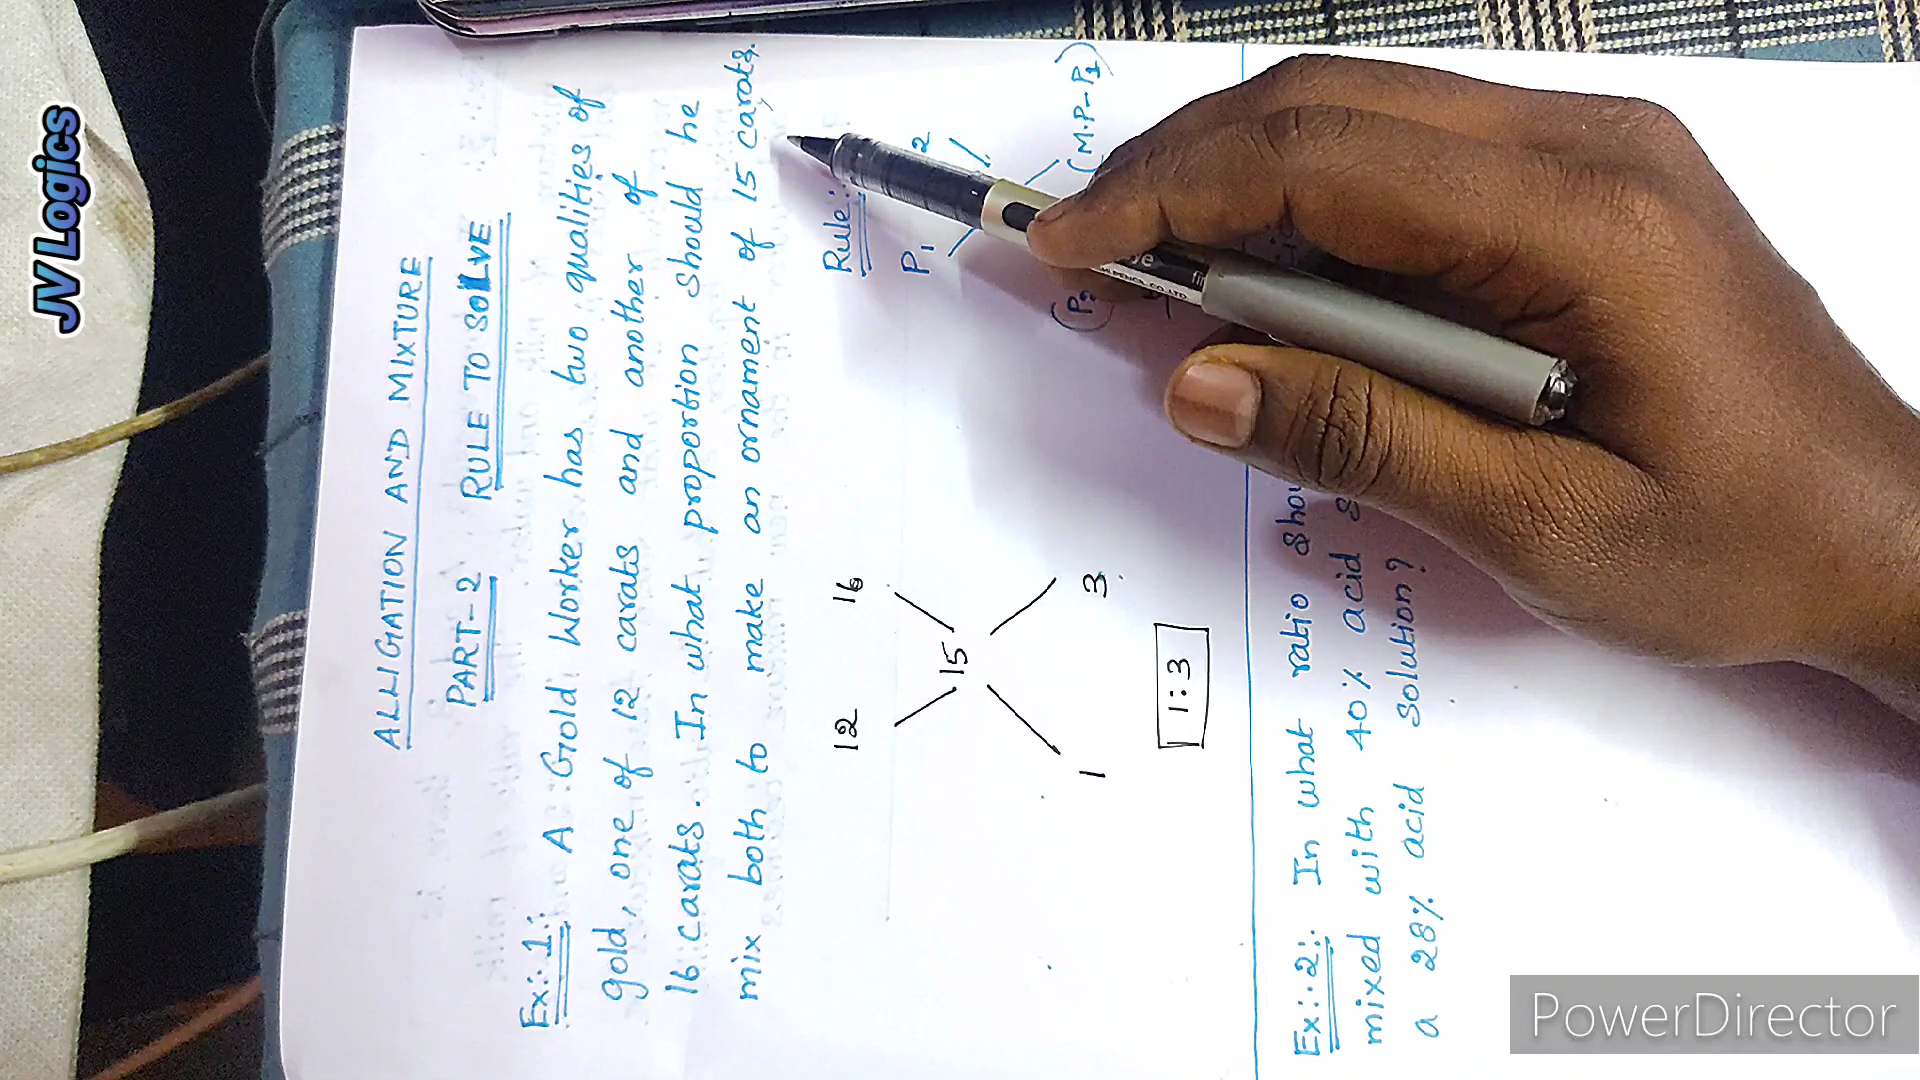 JV Logics
ALLIGATION AND MIXTURE
PART-2 RULE TO SOLVE
Ex:-1:- A Gold Worker has two qualities of
gold, one of 12 carats and another of
16 carats. In what proportion should he
mix both to make an ornament of 15 carats.
12 16
15
1 3
1:3
Rule:-
P1 2
(P2 (M.P-P1)
Ex:-2:- In what ratio
mixed with 40% acid
a 28% acid solution?
PowerDirector